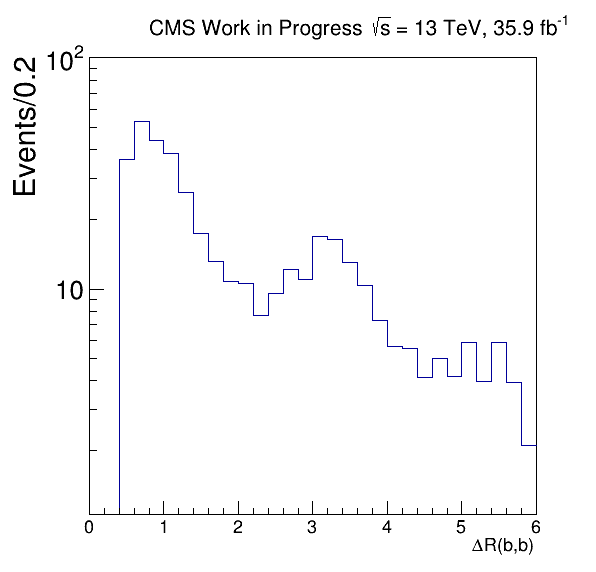 CMS Work in Progress √s = 13 TeV, 35.9 fb⁻¹
Events/0.2
10²
10
0 1 2 3 4 5 6
ΔR(b,b)